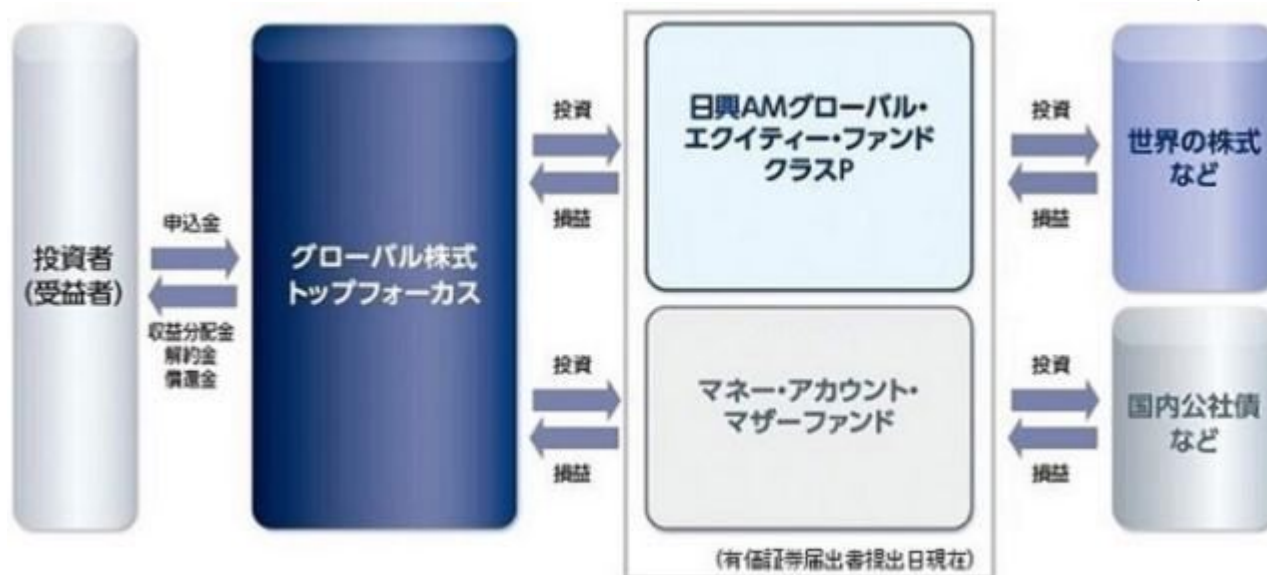 投資者
(受益者)
申込金
収益分配金
解約金
償還金
グローバル株式
トップフォーカス
投資
損益
日興AMグローバル・
エクイティー・ファンド
クラスP
投資
損益
世界の株式
など
投資
損益
マネー・アカウント・
マザーファンド
投資
損益
国内公社債
など
(有価証券届出書提出日現在)